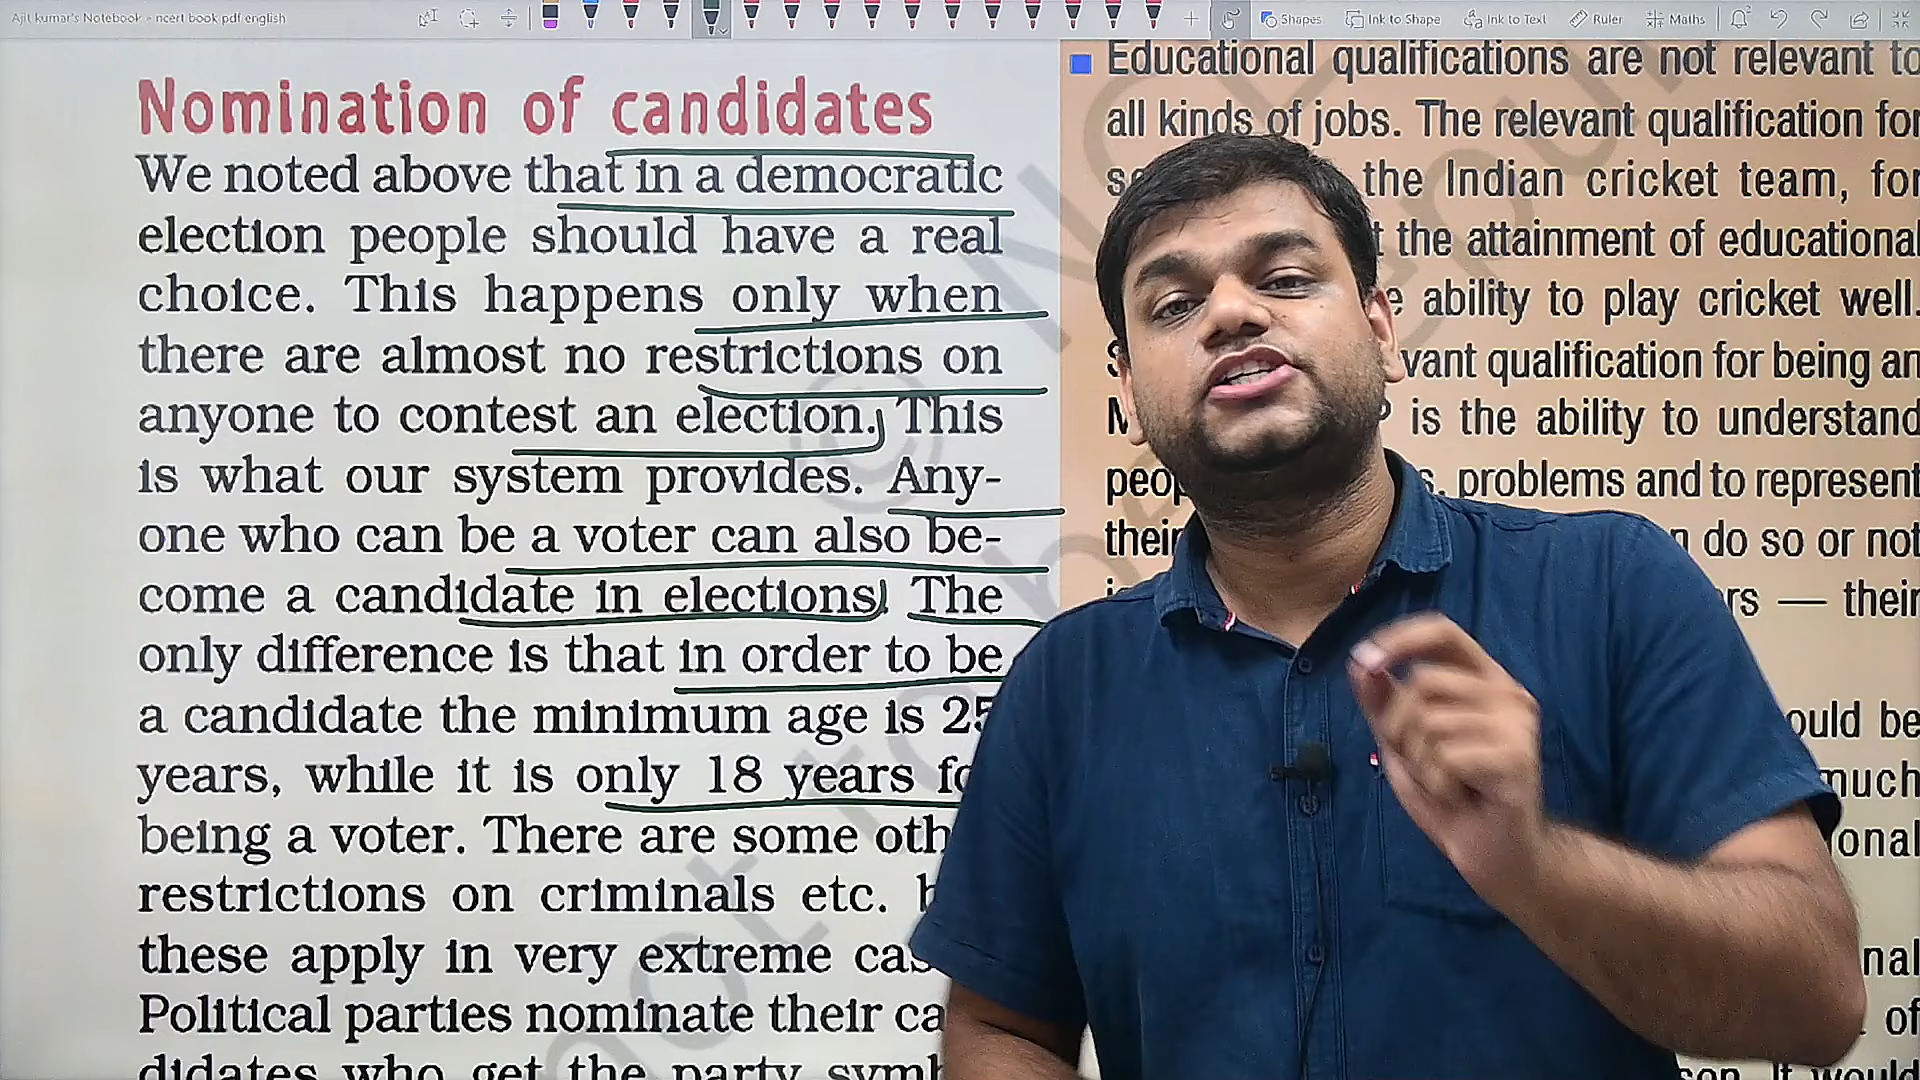 Ajit kumar's Notebook » ncert book pdf english
Shapes
Ink to Shape
Ink to Text
Ruler
Maths
Nomination of candidates
We noted above that in a democratic
election people should have a real
choice. This happens only when
there are almost no restrictions on
anyone to contest an election. This
is what our system provides. Any-
one who can be a voter can also be-
come a candidate in elections. The
only difference is that in order to be
a candidate the minimum age is 25
years, while it is only 18 years
being a voter. There are some
restrictions on criminals etc.
these apply in very extreme
Political parties nominate their
didates who get the party
Educational qualifications are not relevant to
all kinds of jobs. The relevant qualification for
the Indian cricket team, for
the attainment of educational
ability to play cricket well.
qualification for being an
is the ability to understand
problems and to represent
do so or not
— their
be
much
of
It would